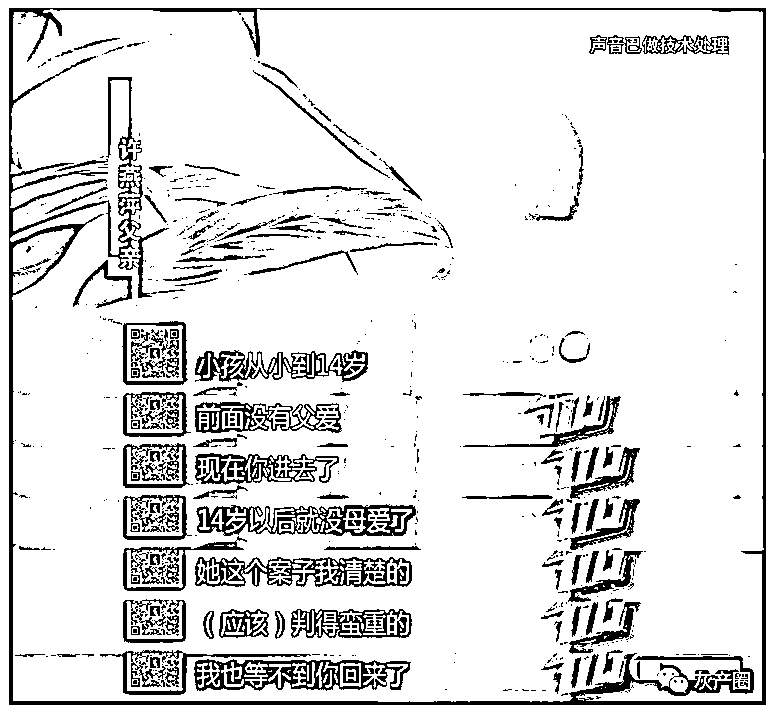 声音已做技术处理
许燕萍父亲
小孩从小到14岁
前面没有父爱
现在你进去了
14岁以后就没母爱了
她这个案子我清楚的
（应该）判得蛮重的
我也等不到你回来了
灰产圈